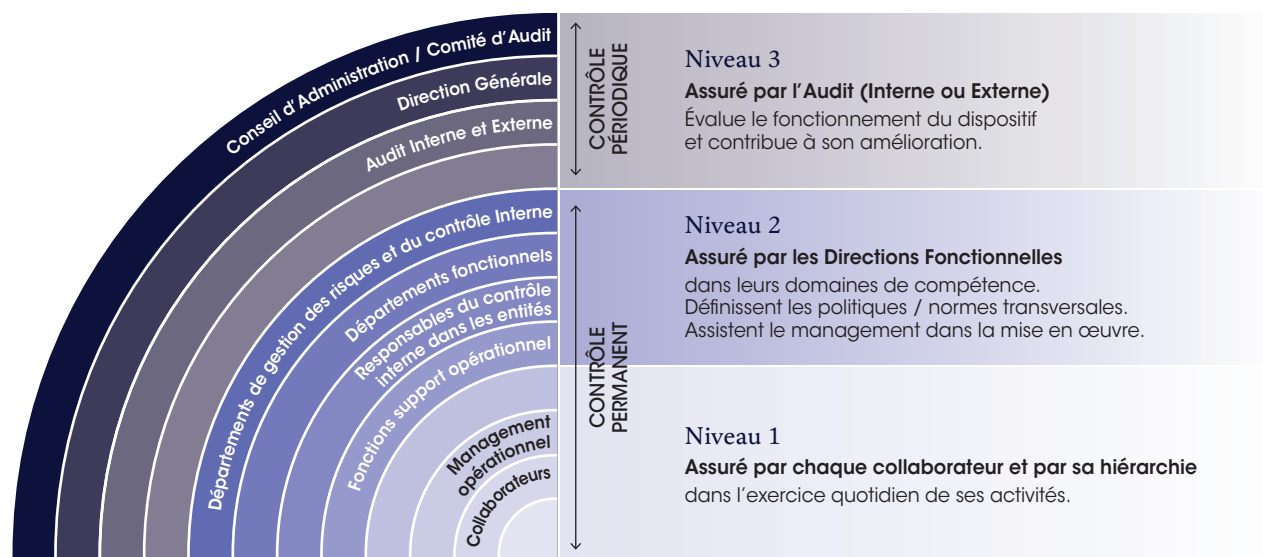 Conseil d'Administration / Comité d'Audit
Direction Générale
Audit Interne et Externe
Départements de gestion des risques et du contrôle Interne
Départements fonctionnels
Responsables du contrôle
interne dans les entités
Fonctions support opérationnel
Management
opérationnel
Collaborateurs
CONTRÔLE
PÉRIODIQUE
CONTRÔLE
PERMANENT
Niveau 3
Assuré par l'Audit (Interne ou Externe)
Évalue le fonctionnement du dispositif
et contribue à son amélioration.
Niveau 2
Assuré par les Directions Fonctionnelles
dans leurs domaines de compétence.
Définissent les politiques / normes transversales.
Assistent le management dans la mise en œuvre.
Niveau 1
Assuré par chaque collaborateur et par sa hiérarchie
dans l'exercice quotidien de ses activités.